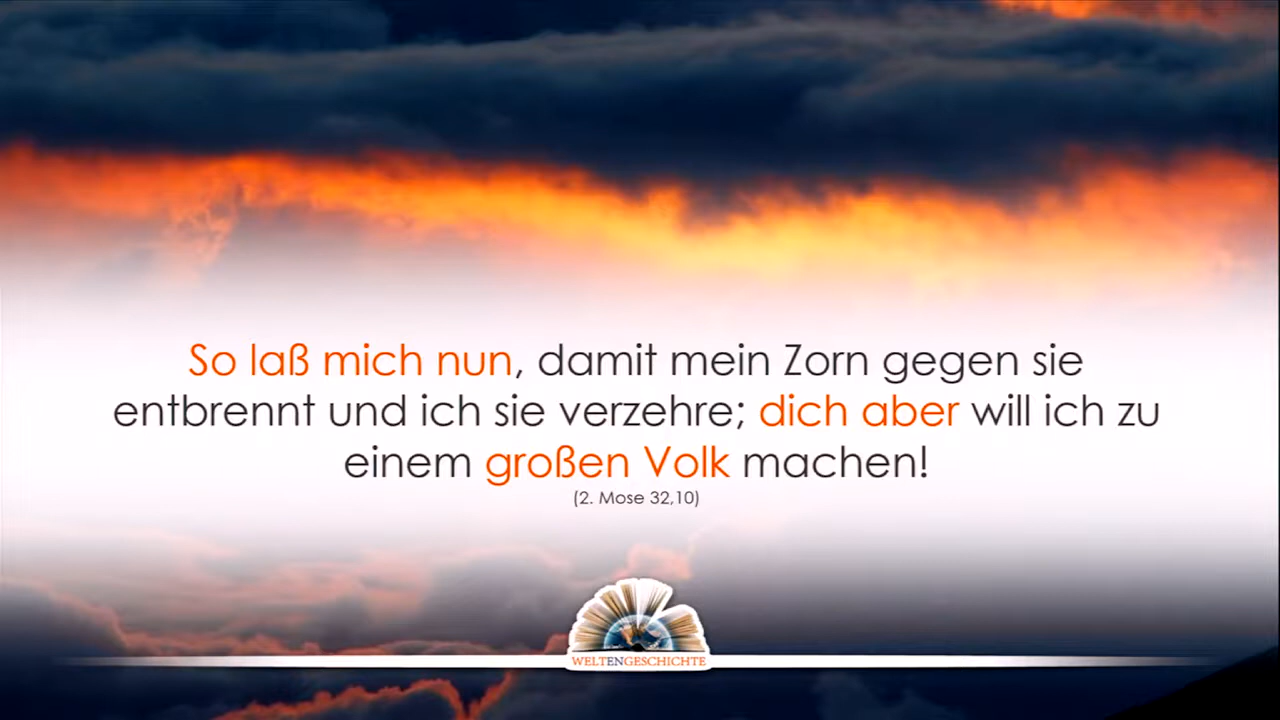 So laß mich nun, damit mein Zorn gegen sie
entbrennt und ich sie verzehre; dich aber will ich zu
einem großen Volk machen!
(2. Mose 32,10)
WELTENGESCHICHTE